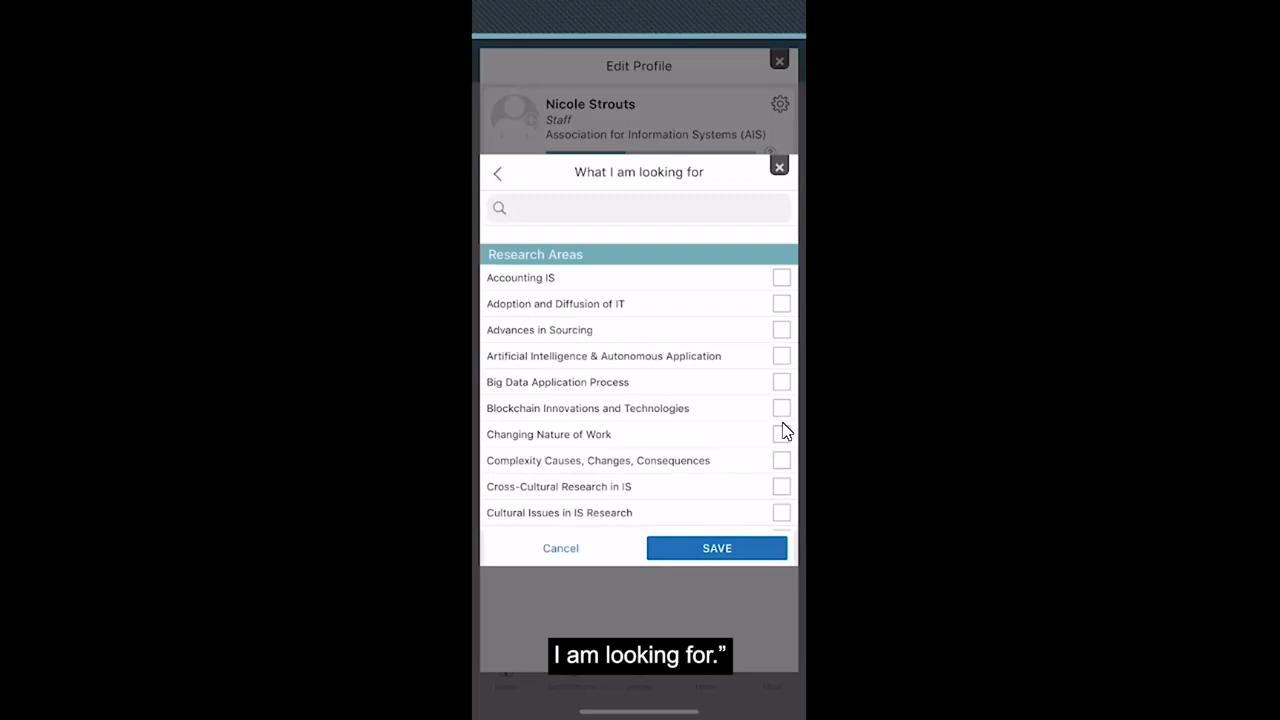 Edit Profile
Nicole Strouts
Staff
Association for Information Systems (AIS)
What I am looking for
Research Areas
Accounting IS
Adoption and Diffusion of IT
Advances in Sourcing
Artificial Intelligence & Autonomous Application
Big Data Application Process
Blockchain Innovations and Technologies
Changing Nature of Work
Complexity Causes, Changes, Consequences
Cross-Cultural Research in IS
Cultural Issues in IS Research
Cancel
SAVE
I am looking for.”